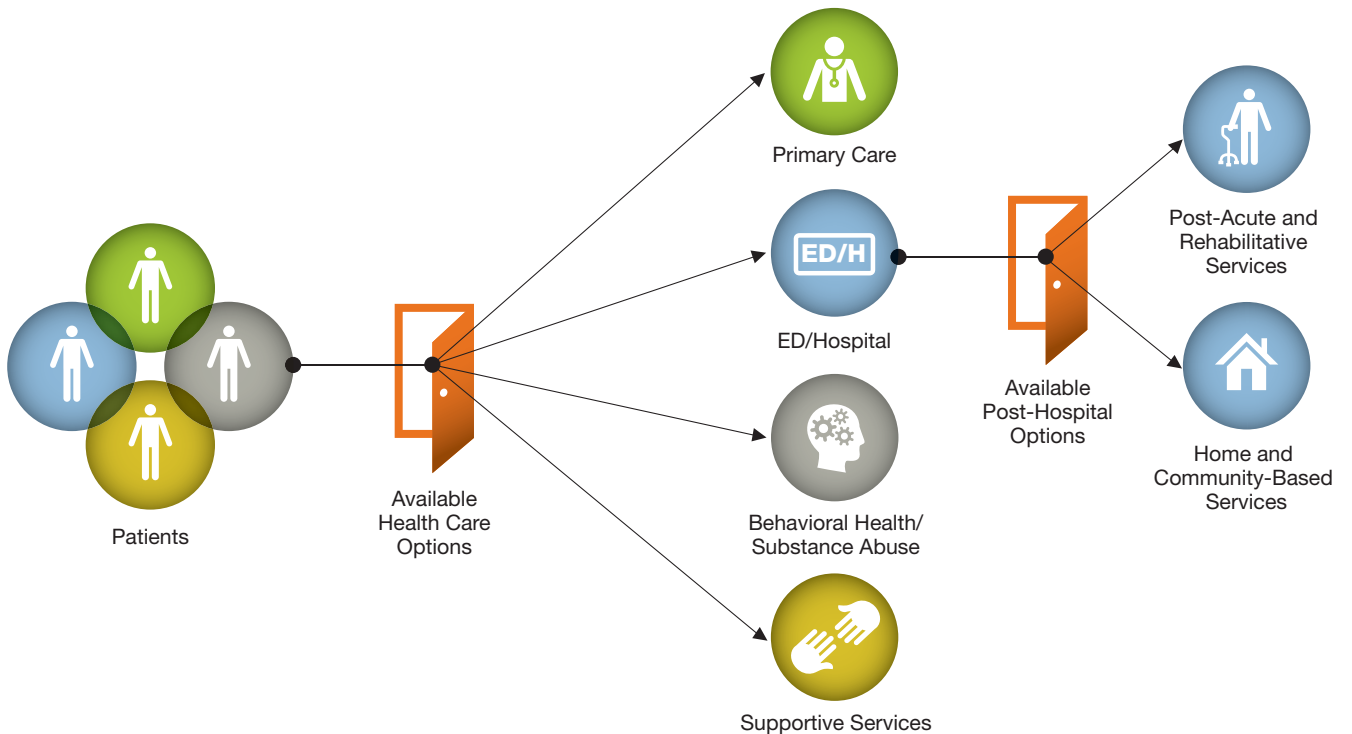 Patients
Available
Health Care
Options
Primary Care
ED/H
ED/Hospital
Behavioral Health/
Substance Abuse
Supportive Services
Available
Post-Hospital
Options
Post-Acute and
Rehabilitative
Services
Home and
Community-Based
Services